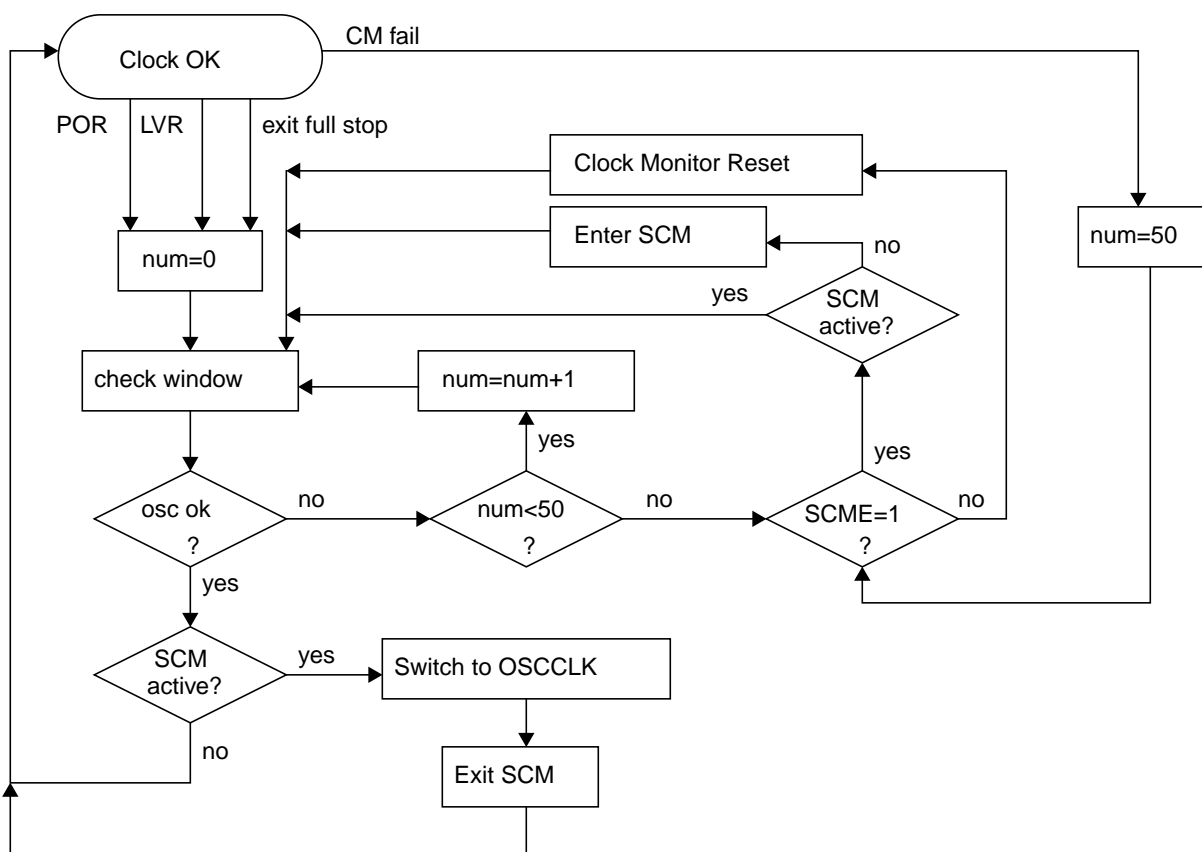 CM fail
Clock OK
POR
LVR
exit full stop
Clock Monitor Reset
Enter SCM
no
num=50
num=0
yes
SCM
active?
check window
num=num+1
yes
yes
osc ok
?
no
num<50
?
no
SCME=1
?
no
yes
SCM
active?
yes
Switch to OSCCLK
no
Exit SCM